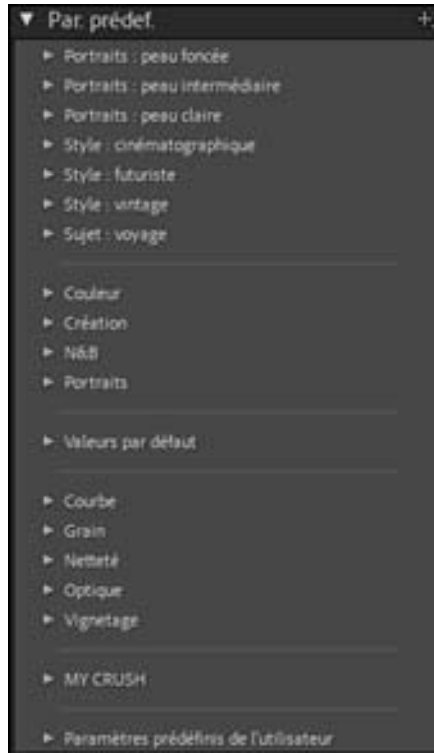 Par. prédéf.
Portraits : peau foncée
Portraits : peau intermédiaire
Portraits : peau claire
Style : cinématographique
Style : futuriste
Style : vintage
Sujet : voyage
Couleur
Création
N&B
Portraits
Valeurs par défaut
Courbe
Grain
Netteté
Optique
Vignetage
MY CRUSH
Paramètres prédéfinis de l'utilisateur